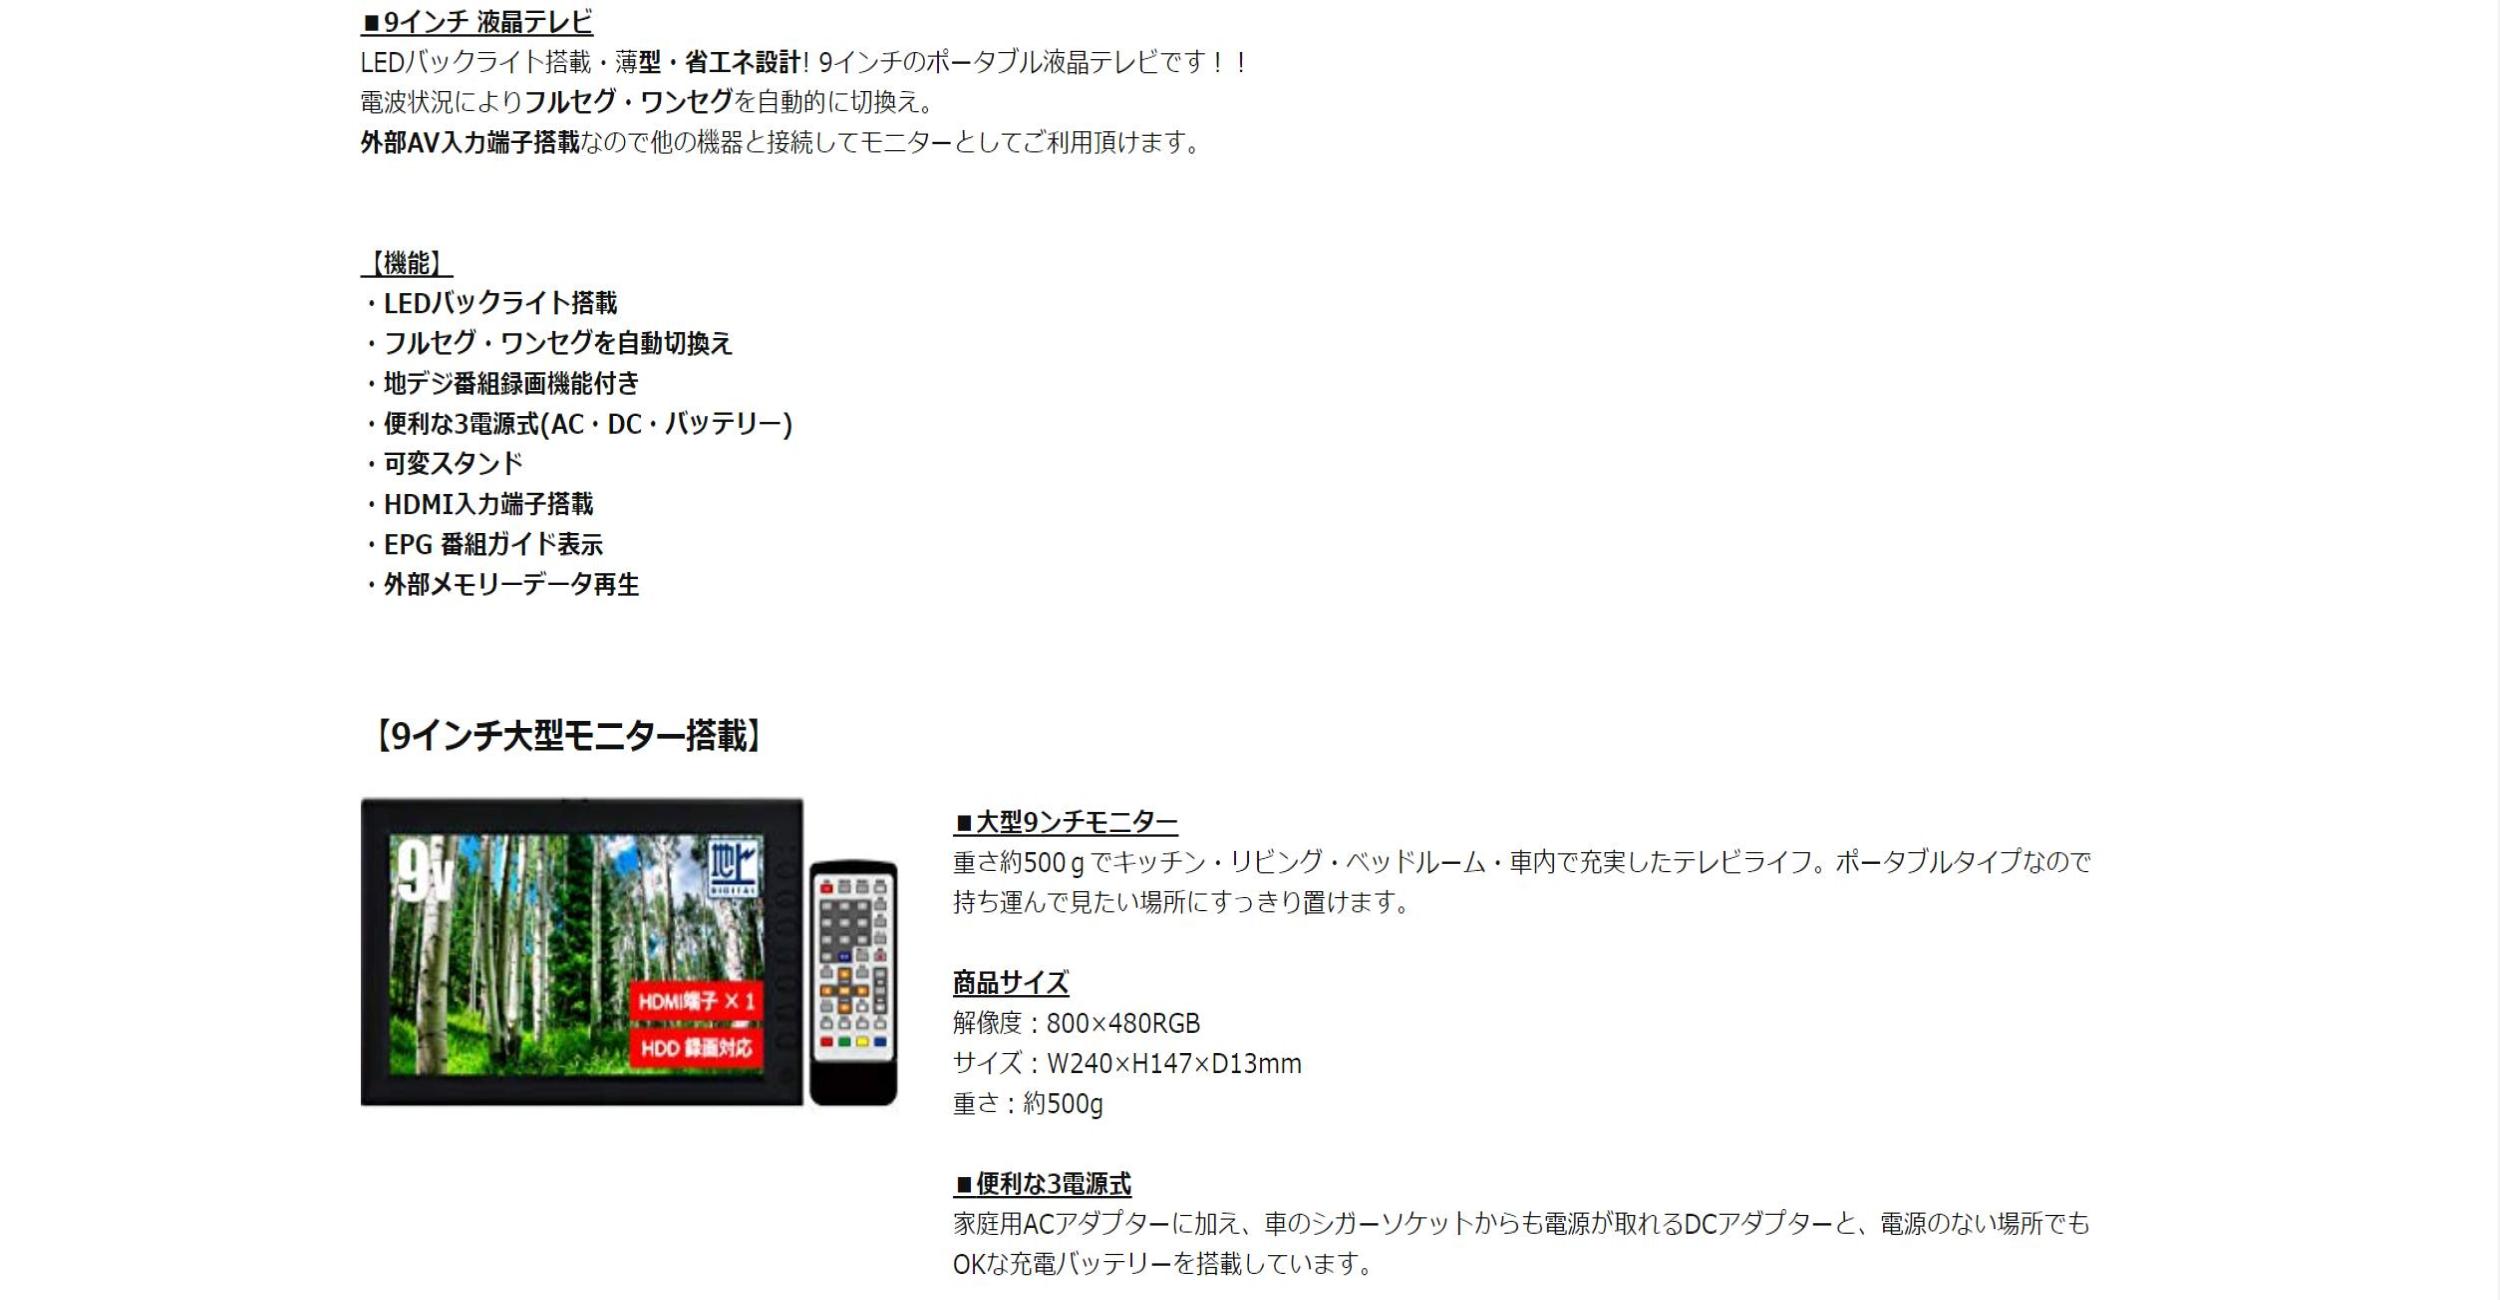 ■9インチ 液晶テレビ
LEDバックライト搭載・薄型・省エネ設計! 9インチのポータブル液晶テレビです！！
電波状況によりフルセグ・ワンセグを自動的に切換え。
外部AV入力端子搭載なので他の機器と接続してモニターとしてご利用頂けます。
【機能】
・LEDバックライト搭載
・フルセグ・ワンセグを自動切換え
・地デジ番組録画機能付き
・便利な3電源式(AC・DC・バッテリー)
・可変スタンド
・HDMI入力端子搭載
・EPG 番組ガイド表示
・外部メモリーデータ再生
【9インチ大型モニター搭載】
地上
DIGITAL
HDMI端子 × 1
HDD 録画対応
■大型9ンチモニター
重さ約500ｇでキッチン・リビング・ベッドルーム・車内で充実したテレビライフ。ポータブルタイプなので
持ち運んで見たい場所にすっきり置けます。
商品サイズ
解像度：800×480RGB
サイズ：W240×H147×D13mm
重さ：約500g
■便利な3電源式
家庭用ACアダプターに加え、車のシガーソケットからも電源が取れるDCアダプターと、電源のない場所でも
OKな充電バッテリーを搭載しています。